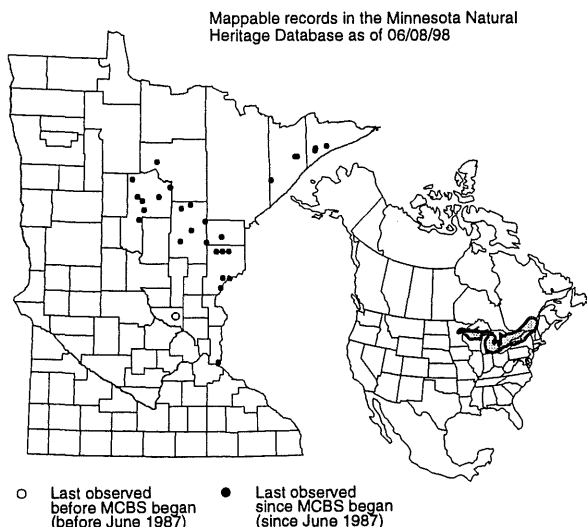 Mappable records in the Minnesota Natural
Heritage Database as of 06/08/98
Last observed
before MCBS began
(before June 1987)
Last observed
since MCBS began
(since June 1987)